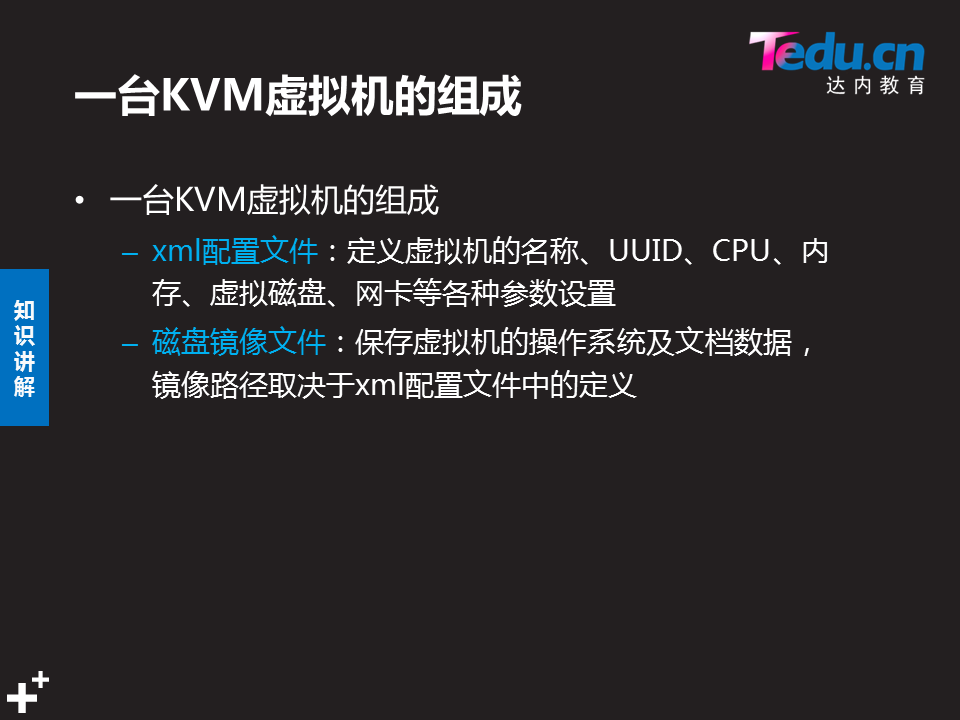 Tedu.cn
达内教育
一台KVM虚拟机的组成
• 一台KVM虚拟机的组成
– xml配置文件：定义虚拟机的名称、UUID、CPU、内
存、虚拟磁盘、网卡等各种参数设置
– 磁盘镜像文件：保存虚拟机的操作系统及文档数据，
镜像路径取决于xml配置文件中的定义
知
识
讲
解